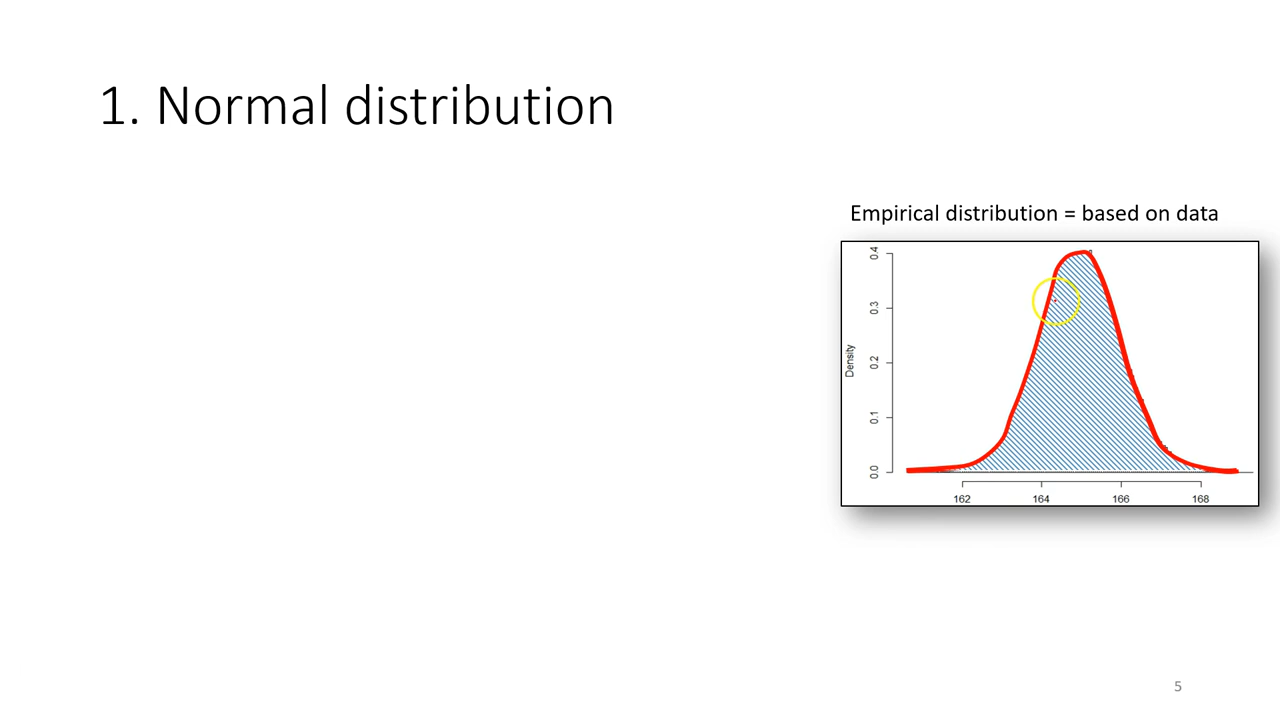 1. Normal distribution
Empirical distribution = based on data
0.4
0.3
0.2
0.1
0.0
Density
162 164 166 168
5